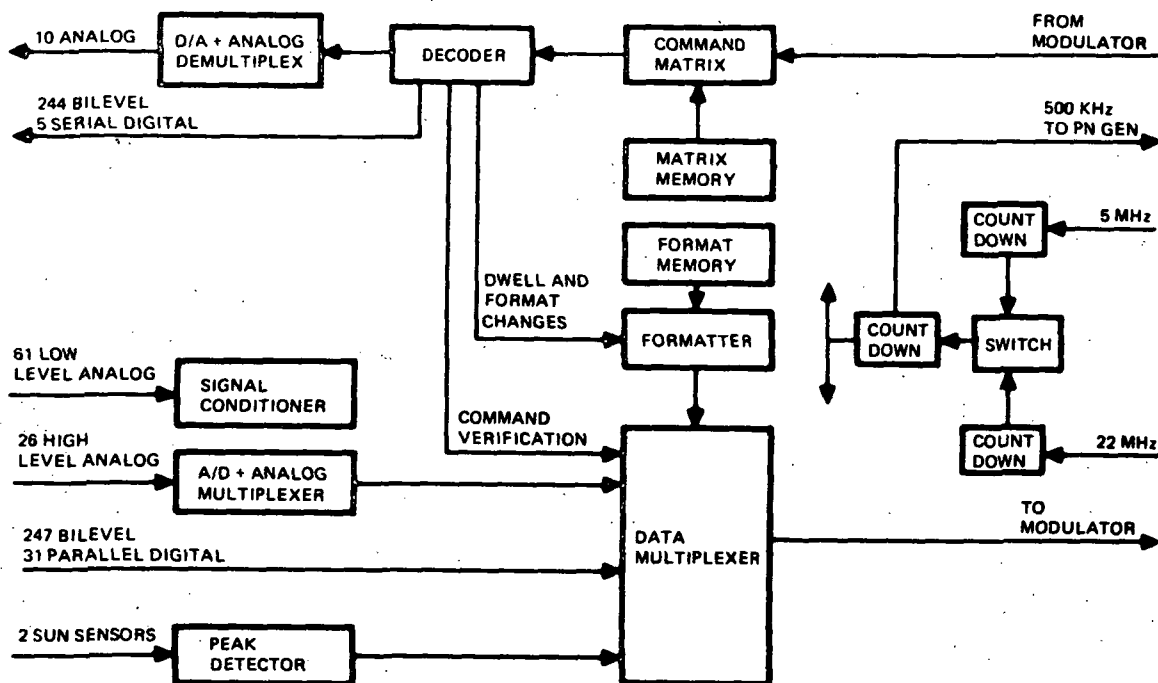 10 ANALOG
D/A + ANALOG
DEMULTIPLEX
DECODER
COMMAND
MATRIX
FROM
MODULATOR
244 BILEVEL
5 SERIAL DIGITAL
500 KHz
TO PN GEN
MATRIX
MEMORY
COUNT
DOWN
5 MHz
FORMAT
MEMORY
DWELL AND
FORMAT
CHANGES
FORMATTER
COUNT
DOWN
SWITCH
61 LOW
LEVEL ANALOG
SIGNAL
CONDITIONER
COMMAND
VERIFICATION
COUNT
DOWN
22 MHz
26 HIGH
LEVEL ANALOG
A/D + ANALOG
MULTIPLEXER
TO
MODULATOR
247 BILEVEL
31 PARALLEL DIGITAL
DATA
MULTIPLEXER
2 SUN SENSORS
PEAK
DETECTOR